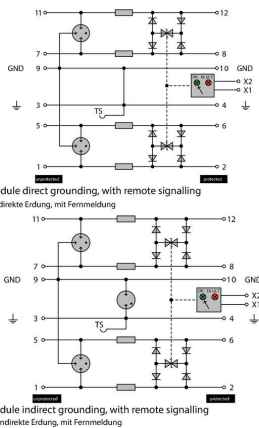 11 12
7 8
GND 9 10 GND
OK FAULT
X2
X1
3 4
TS
5 6
1 2
unprotected protected
dule direct grounding, with remote signalling
direkte Erdung, mit Fernmeldung
11 12
7 8
GND 9 10 GND
X2
X1
3 4
TS
5 6
1 2
unprotected protected
dule indirect grounding, with remote signalling
ndirekte Erdung, mit Fernmeldung